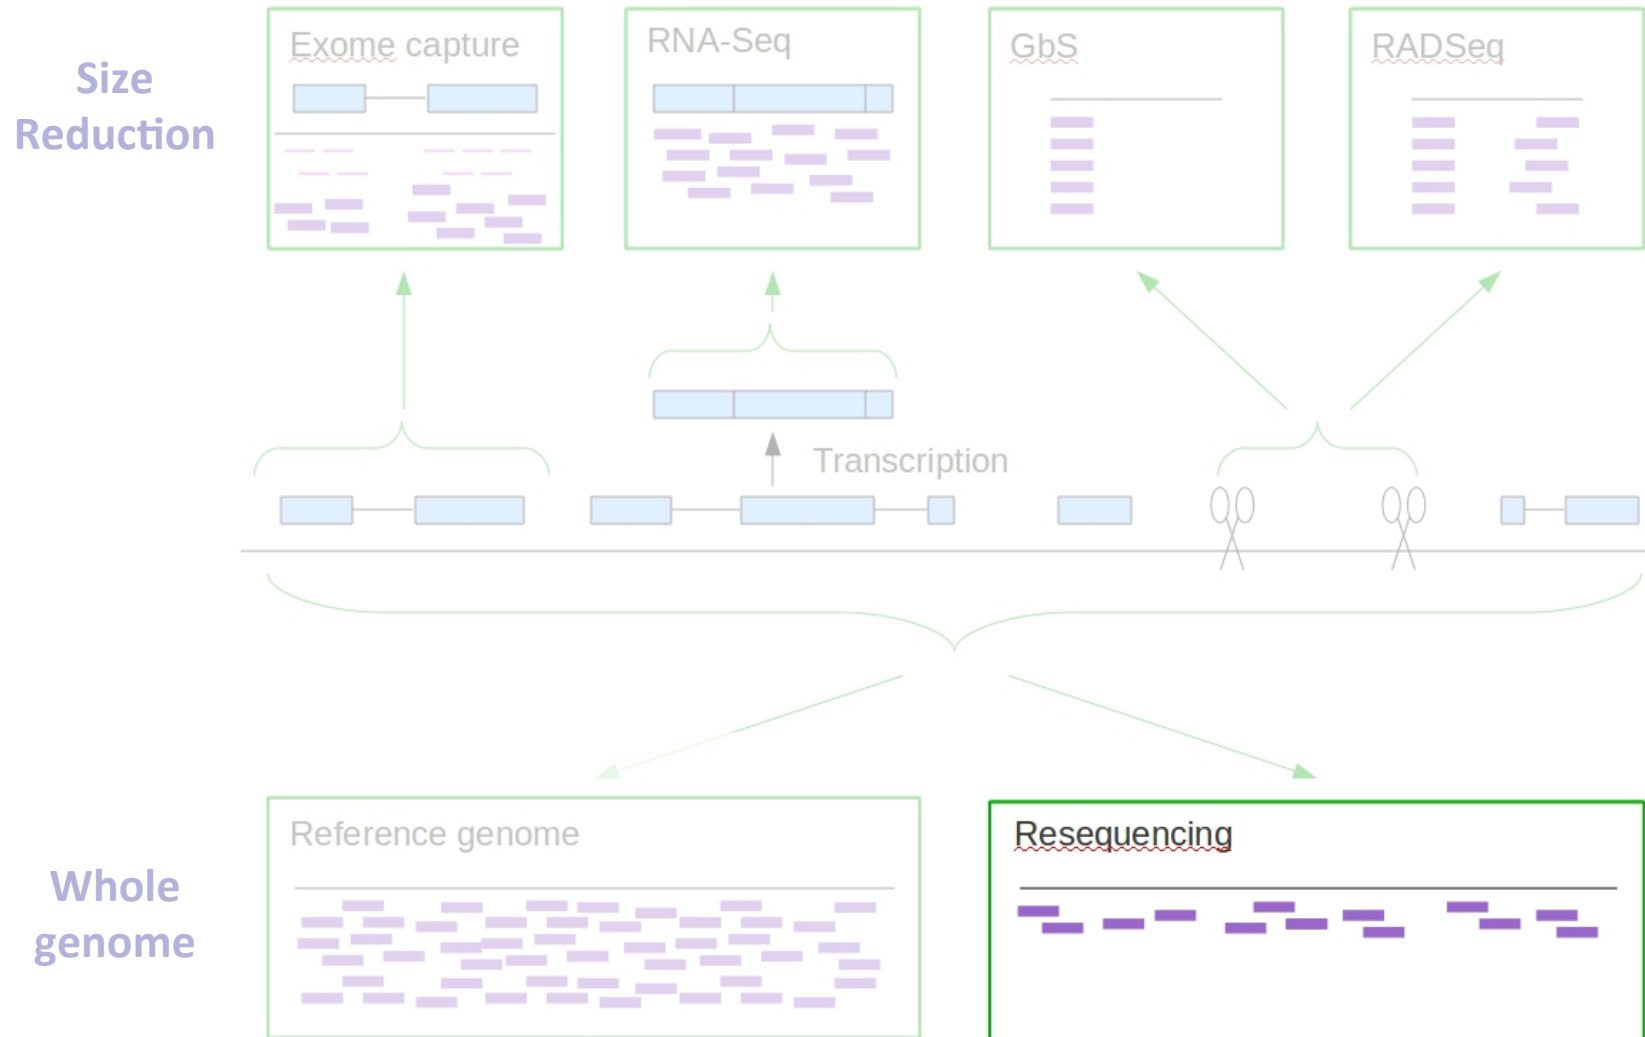 Size
Reduction
Exome capture
RNA-Seq
GbS
RADSeq
Transcription
Whole
genome
Reference genome
Resequencing